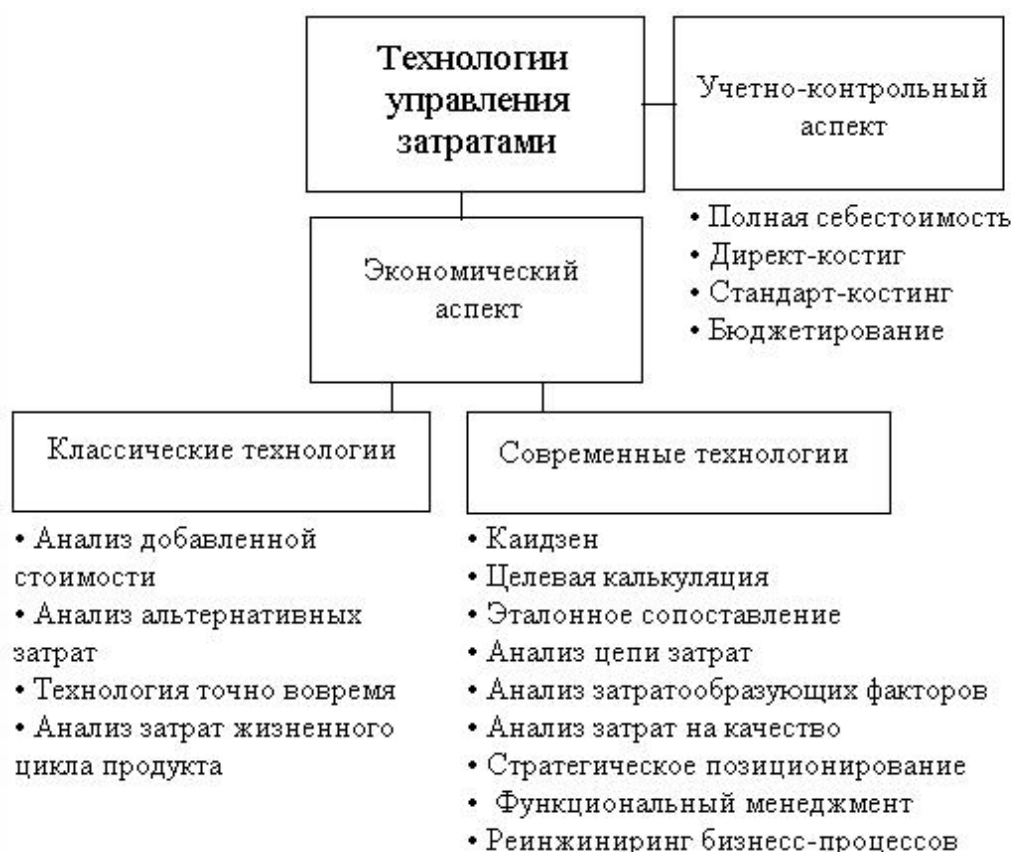 Технологии
управления
затратами
Учетно-контрольный
аспект
• Полная себестоимость
• Директ-костиг
• Стандарт-костинг
• Бюджетирование
Экономический
аспект
Классические технологии
• Анализ добавленной
стоимости
• Анализ альтернативных
затрат
• Технология точно вовремя
• Анализ затрат жизненного
цикла продукта
Современные технологии
• Каидзен
• Целевая калькуляция
• Эталонное сопоставление
• Анализ цепи затрат
• Анализ затратообразующих факторов
• Анализ затрат на качество
• Стратегическое позиционирование
• Функциональный менеджмент
• Реинжиниринг бизнесс-процессов